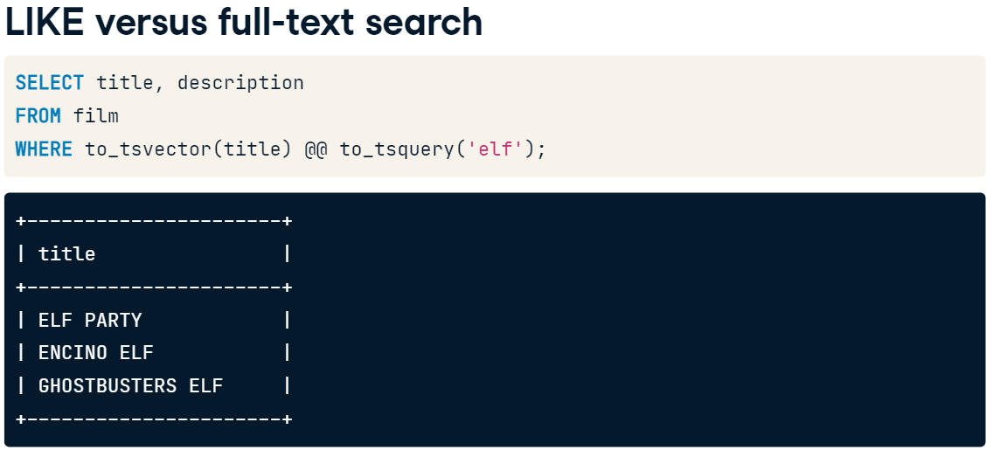 LIKE versus full-text search
SELECT title, description
FROM film
WHERE to_tsvector(title) @@ to_tsquery('elf');
+----------------------+
| title                |
+----------------------+
| ELF PARTY            |
| ENCINO ELF           |
| GHOSTBUSTERS ELF     |
+----------------------+